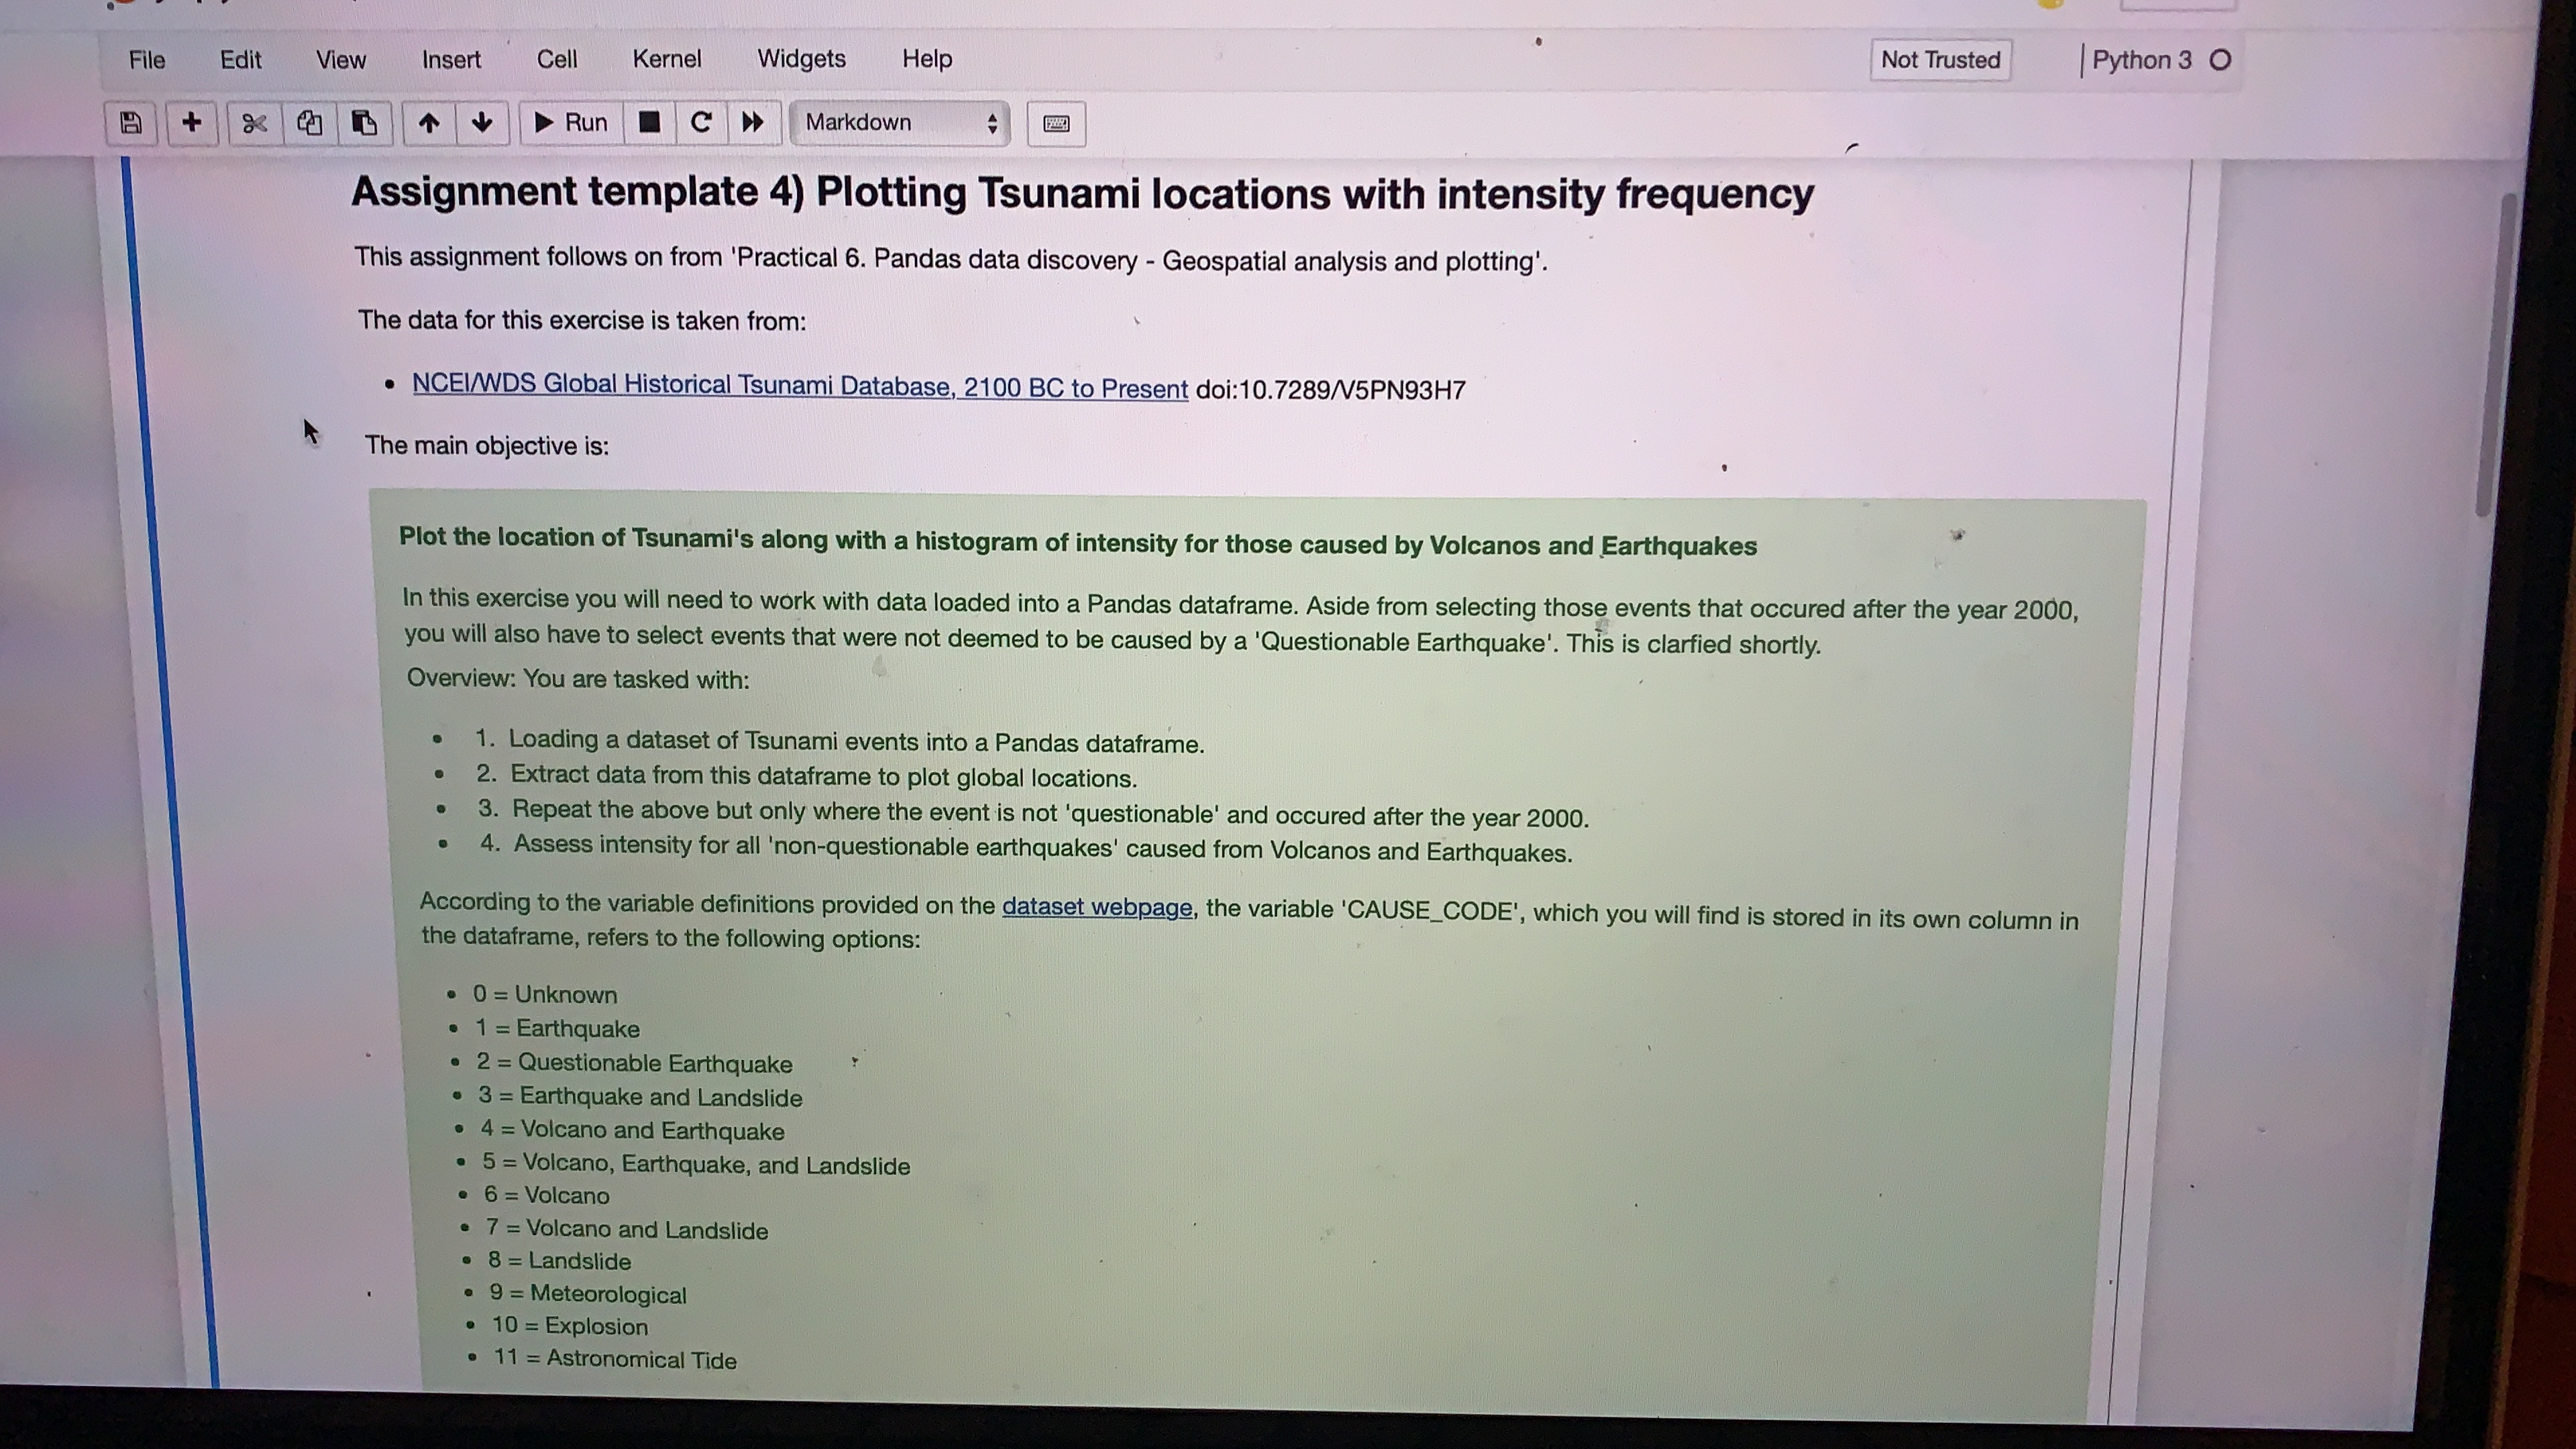 File Edit View Insert Cell Kernel Widgets Help Not Trusted Python 3
Run Markdown
Assignment template 4) Plotting Tsunami locations with intensity frequency
This assignment follows on from 'Practical 6. Pandas data discovery - Geospatial analysis and plotting'.
The data for this exercise is taken from:
• NCEI/WDS Global Historical Tsunami Database, 2100 BC to Present doi:10.7289/V5PN93H7
The main objective is:
Plot the location of Tsunami's along with a histogram of intensity for those caused by Volcanos and Earthquakes
In this exercise you will need to work with data loaded into a Pandas dataframe. Aside from selecting those events that occured after the year 2000,
you will also have to select events that were not deemed to be caused by a 'Questionable Earthquake'. This is clarfied shortly.
Overview: You are tasked with:
• 1. Loading a dataset of Tsunami events into a Pandas dataframe.
• 2. Extract data from this dataframe to plot global locations.
• 3. Repeat the above but only where the event is not 'questionable' and occured after the year 2000.
• 4. Assess intensity for all 'non-questionable earthquakes' caused from Volcanos and Earthquakes.
According to the variable definitions provided on the dataset webpage, the variable 'CAUSE_CODE', which you will find is stored in its own column in
the dataframe, refers to the following options:
• 0 = Unknown
• 1 = Earthquake
• 2 = Questionable Earthquake
• 3 = Earthquake and Landslide
• 4 = Volcano and Earthquake
• 5 = Volcano, Earthquake, and Landslide
• 6 = Volcano
• 7 = Volcano and Landslide
• 8 = Landslide
• 9 = Meteorological
• 10 = Explosion
• 11 = Astronomical Tide